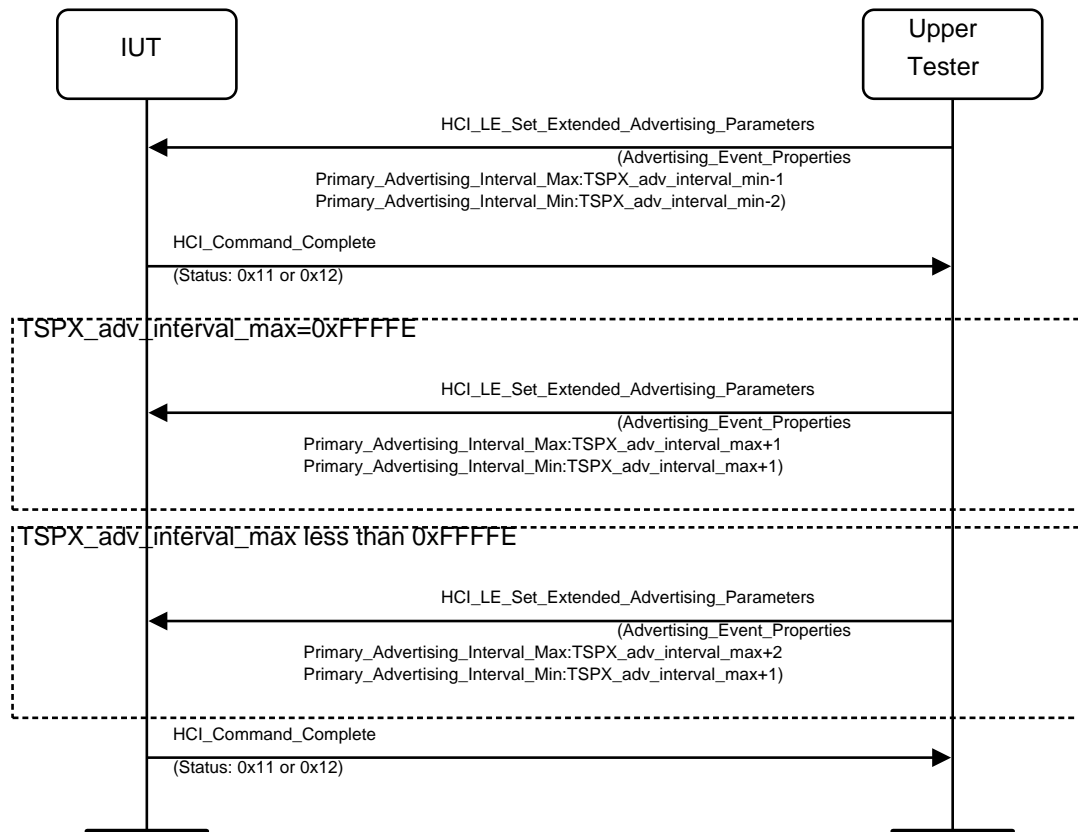 IUT
Upper
Tester
HCI_LE_Set_Extended_Advertising_Parameters
(Advertising_Event_Properties
Primary_Advertising_Interval_Max:TSPX_adv_interval_min-1
Primary_Advertising_Interval_Min:TSPX_adv_interval_min-2)
HCI_Command_Complete
(Status: 0x11 or 0x12)
TSPX_adv_interval_max=0xFFFFE
HCI_LE_Set_Extended_Advertising_Parameters
(Advertising_Event_Properties
Primary_Advertising_Interval_Max:TSPX_adv_interval_max+1
Primary_Advertising_Interval_Min:TSPX_adv_interval_max+1)
TSPX_adv_interval_max less than 0xFFFFE
HCI_LE_Set_Extended_Advertising_Parameters
(Advertising_Event_Properties
Primary_Advertising_Interval_Max:TSPX_adv_interval_max+2
Primary_Advertising_Interval_Min:TSPX_adv_interval_max+1)
HCI_Command_Complete
(Status: 0x11 or 0x12)